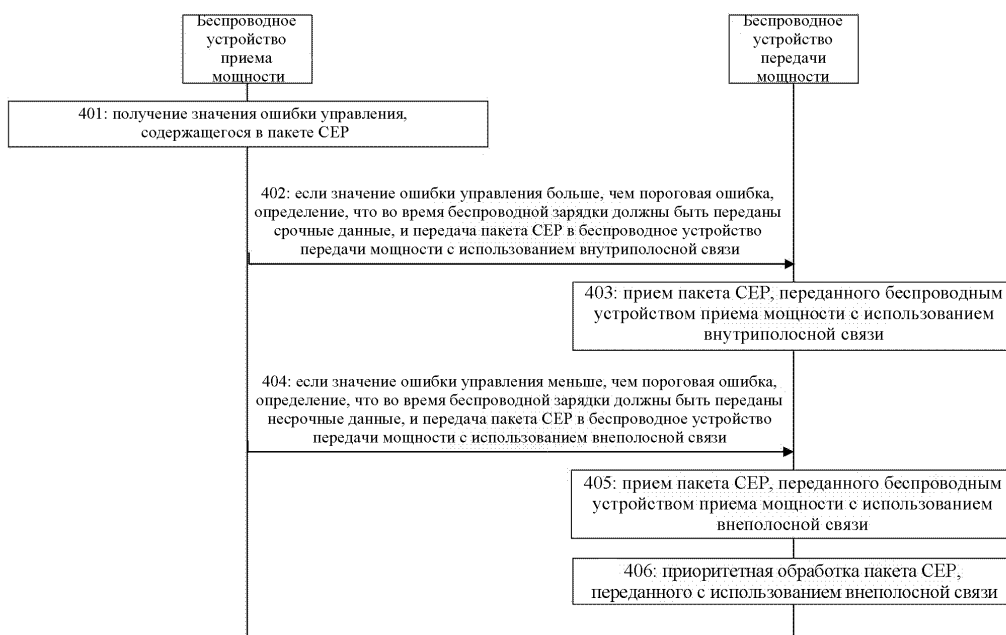 Беспроводное
устройство
приема
мощности
Беспроводное
устройство
передачи
мощности
401: получение значения ошибки управления,
содержащегося в пакете CEP
402: если значение ошибки управления больше, чем пороговая ошибка,
определение, что во время беспроводной зарядки должны быть переданы
срочные данные, и передача пакета CEP в беспроводное устройство
передачи мощности с использованием внутриполосной связи
403: прием пакета CEP, переданного беспроводным
устройством приема мощности с использованием
внутриполосной связи
404: если значение ошибки управления меньше, чем пороговая ошибка,
определение, что во время беспроводной зарядки должны быть переданы
несрочные данные, и передача пакета CEP в беспроводное устройство
передачи мощности с использованием внеполосной связи
405: прием пакета CEP, переданного беспроводным
устройством приема мощности с использованием
внеполосной связи
406: приоритетная обработка пакета CEP,
переданного с использованием внеполосной связи